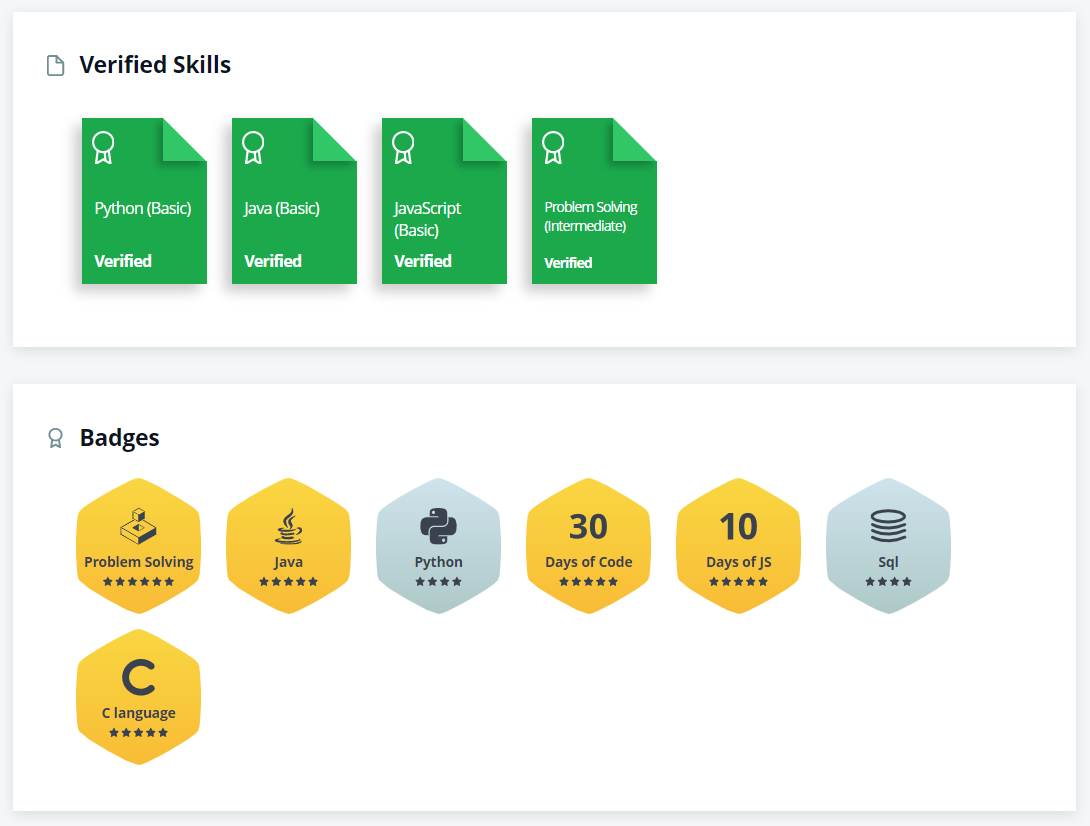 Verified Skills
Python (Basic)
Verified
Java (Basic)
Verified
JavaScript
(Basic)
Verified
Problem Solving
(Intermediate)
Verified
Badges
Problem Solving
Java
Python
30
Days of Code
10
Days of JS
Sql
C
C language